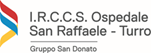 I.R.C.C.S. Ospedale
San Raffaele - Turro
Gruppo San Donato